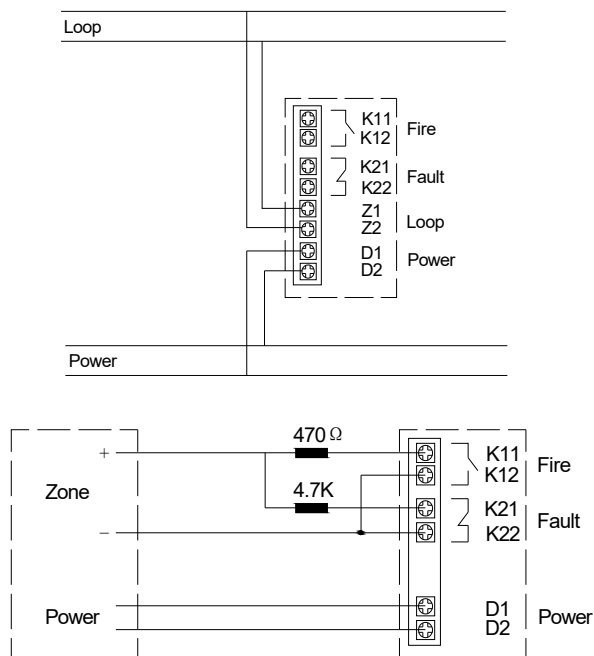 Loop
K11
K12
Fire
K21
K22
Fault
Z1
Z2
Loop
D1
D2
Power
Power
470 Ω
+
K11
K12
Fire
Zone
4.7K
K21
K22
Fault
−
Power
D1
D2
Power